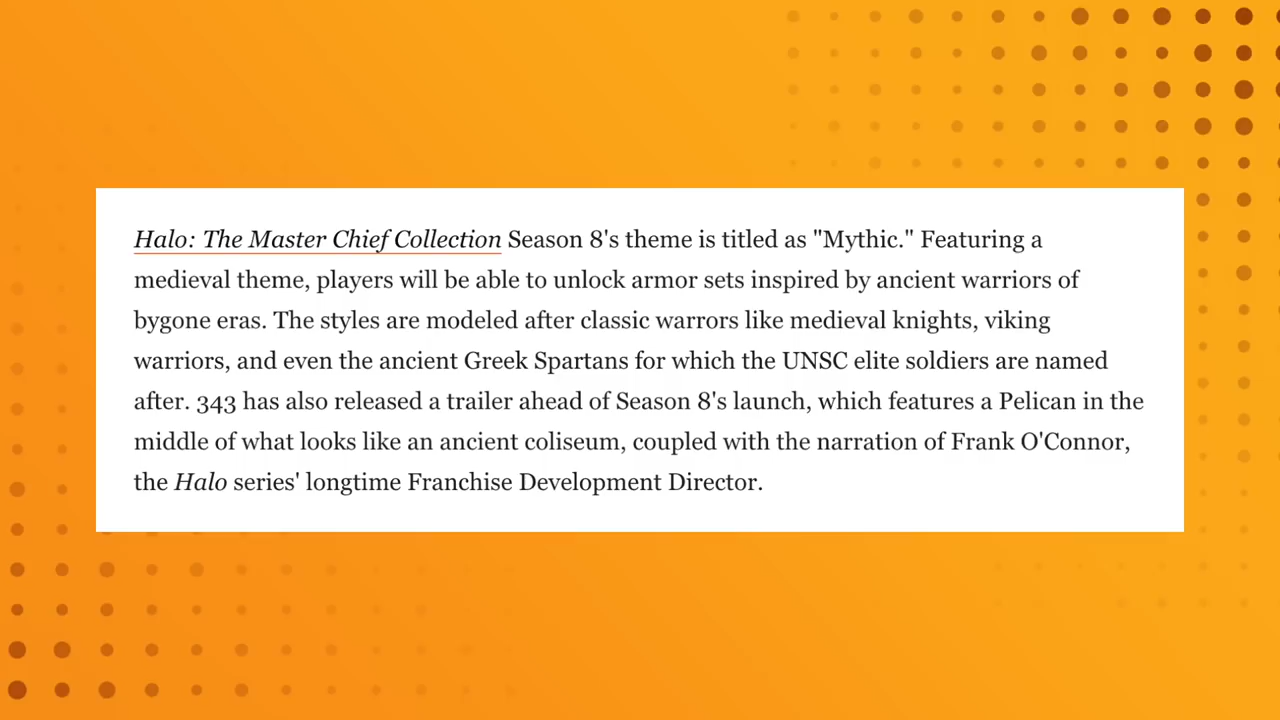 Halo: The Master Chief Collection Season 8's theme is titled as "Mythic." Featuring a
medieval theme, players will be able to unlock armor sets inspired by ancient warriors of
bygone eras. The styles are modeled after classic warrors like medieval knights, viking
warriors, and even the ancient Greek Spartans for which the UNSC elite soldiers are named
after. 343 has also released a trailer ahead of Season 8's launch, which features a Pelican in the
middle of what looks like an ancient coliseum, coupled with the narration of Frank O'Connor,
the Halo series' longtime Franchise Development Director.